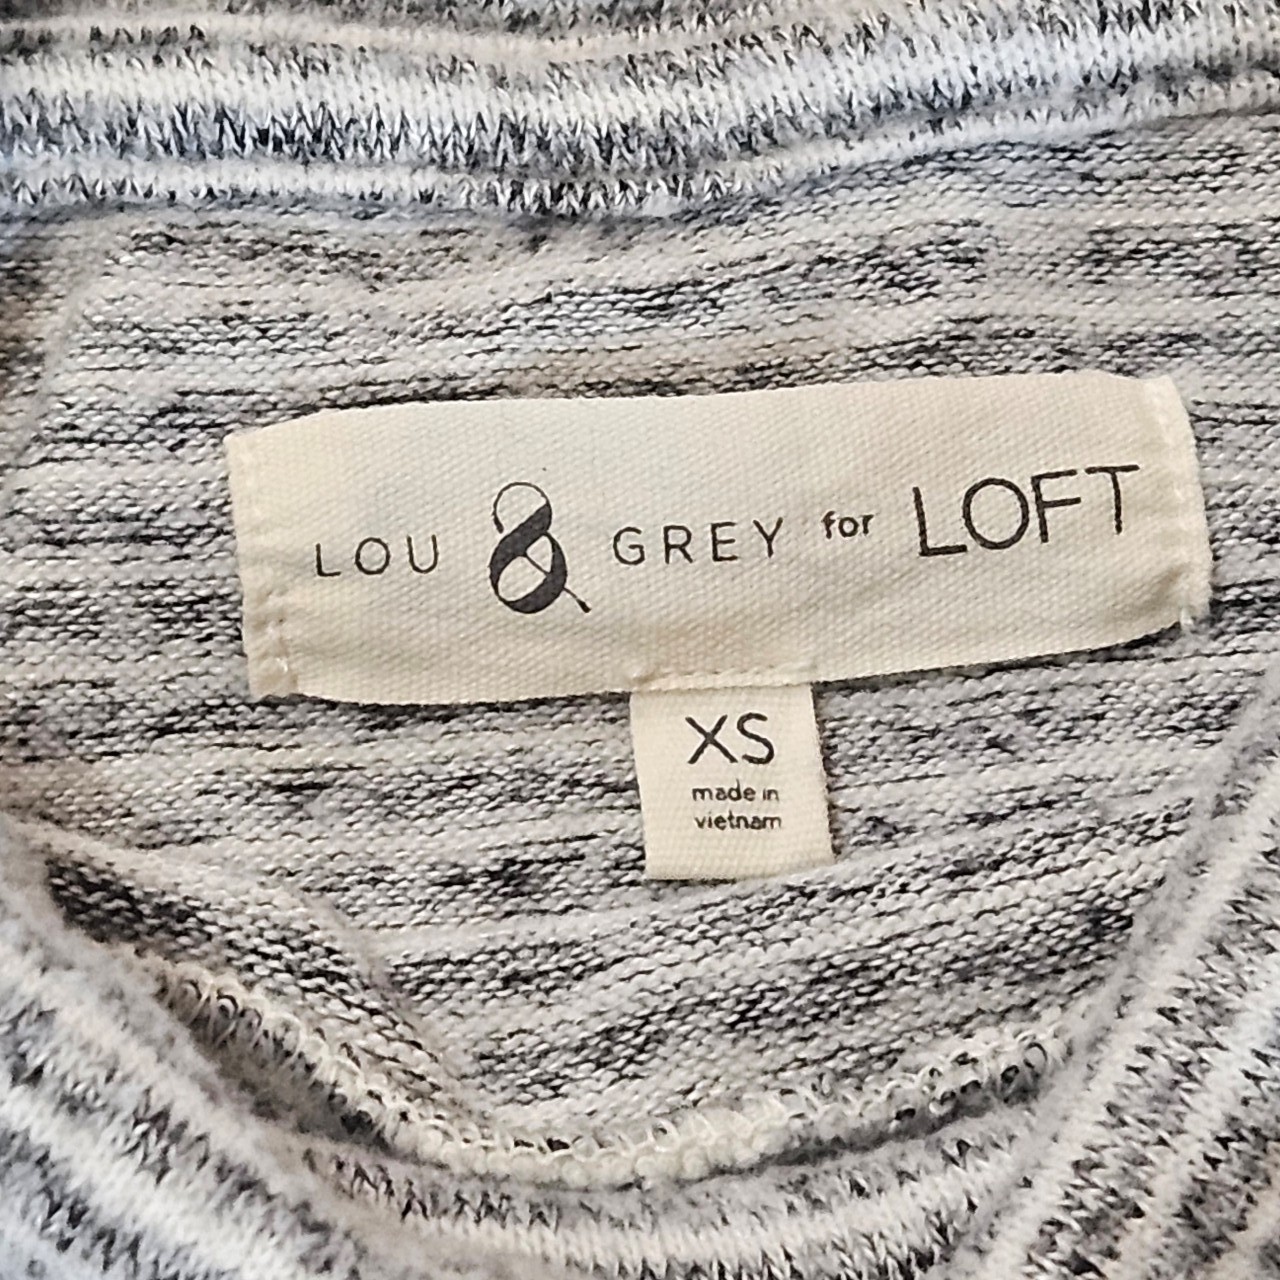 LOU & GREY for LOFT
XS
made in
vietnam